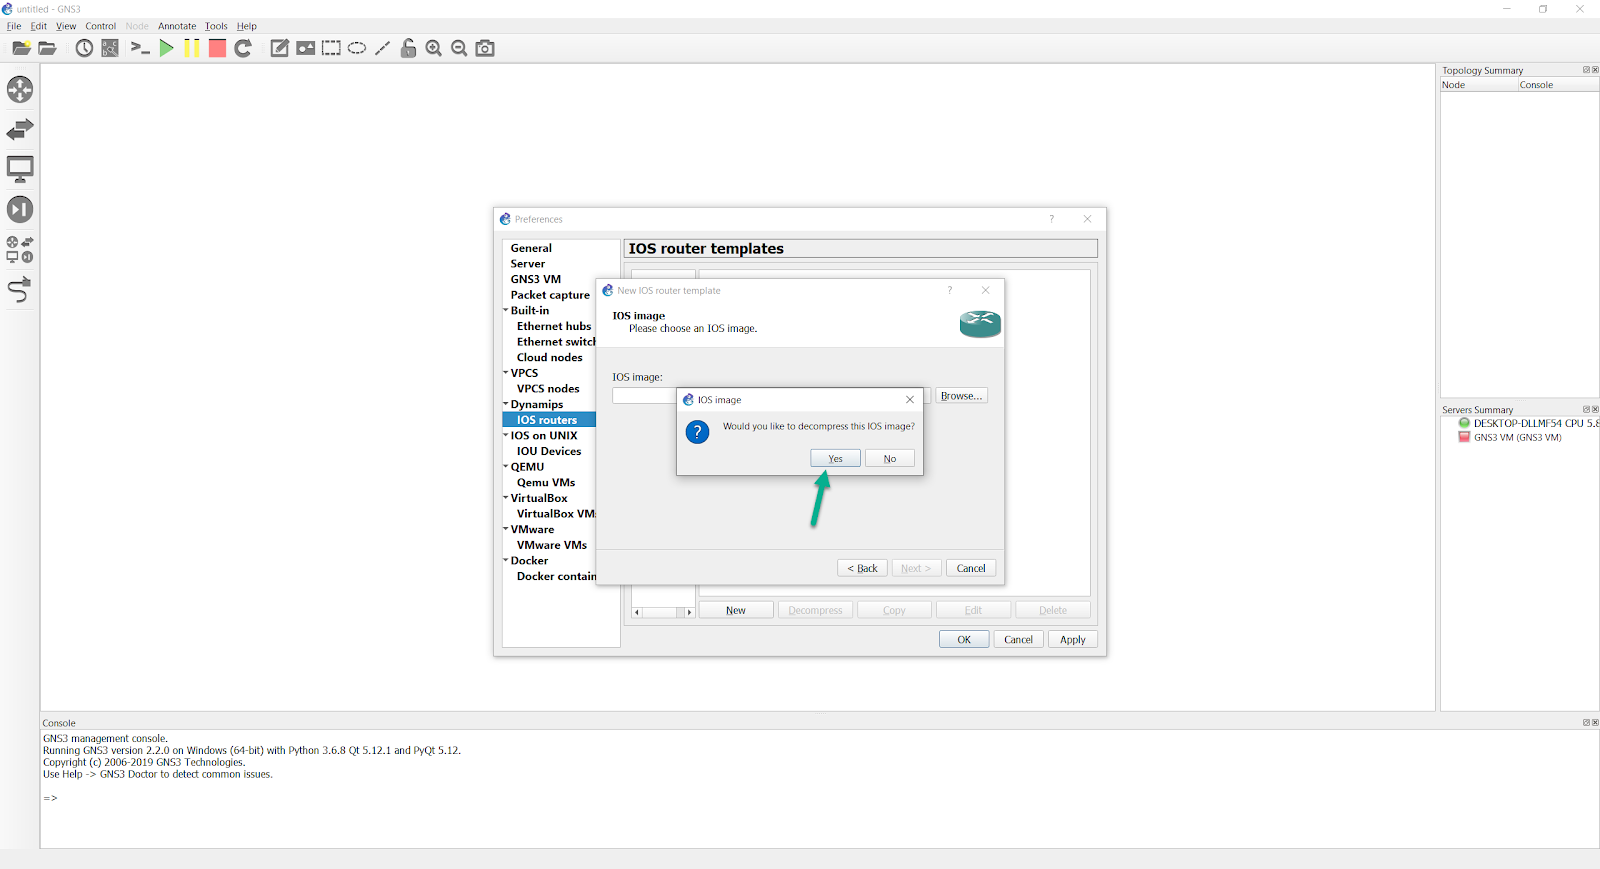 untitled - GNS3
File Edit View Control Node Annotate Tools Help
Topology Summary
Node Console
Preferences
General
Server
GNS3 VM
Packet capture
Built-in
Ethernet hubs
Ethernet switch
Cloud nodes
VPCS
VPCS nodes
Dynamips
IOS routers
IOS on UNIX
IOU Devices
QEMU
Qemu VMs
VirtualBox
VirtualBox VM
VMware
VMware VMs
Docker
Docker contain
IOS router templates
New IOS router template
IOS image
Please choose an IOS image.
IOS image:
Browse...
IOS image
Would you like to decompress this IOS image?
Yes No
< Back Next > Cancel
New Decompress Copy Edit Delete
OK Cancel Apply
Servers Summary
DESKTOP-DLLMF54 CPU 5.8
GNS3 VM (GNS3 VM)
Console
GNS3 management console.
Running GNS3 version 2.2.0 on Windows (64-bit) with Python 3.6.8 Qt 5.12.1 and PyQt 5.12.
Copyright (c) 2006-2019 GNS3 Technologies.
Use Help -> GNS3 Doctor to detect common issues.
=>